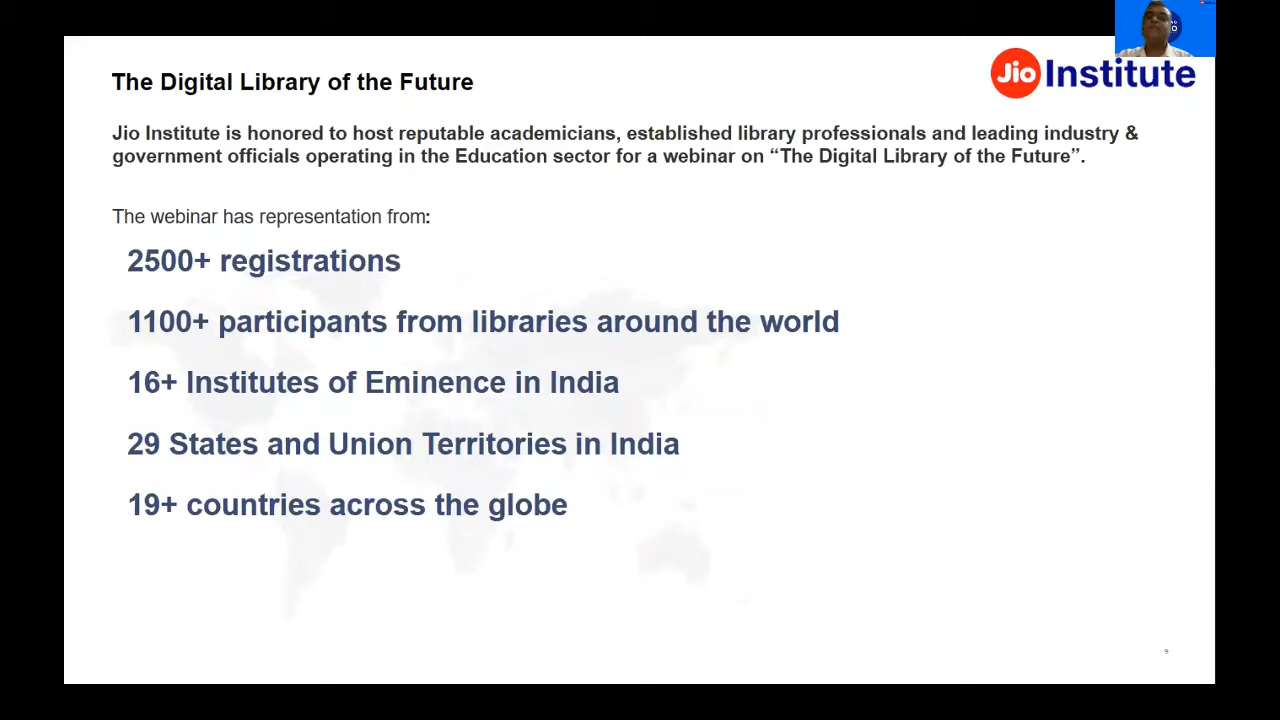 The Digital Library of the Future
Jio Institute
Jio Institute is honored to host reputable academicians, established library professionals and leading industry &
government officials operating in the Education sector for a webinar on “The Digital Library of the Future”.
The webinar has representation from:
2500+ registrations
1100+ participants from libraries around the world
16+ Institutes of Eminence in India
29 States and Union Territories in India
19+ countries across the globe
9